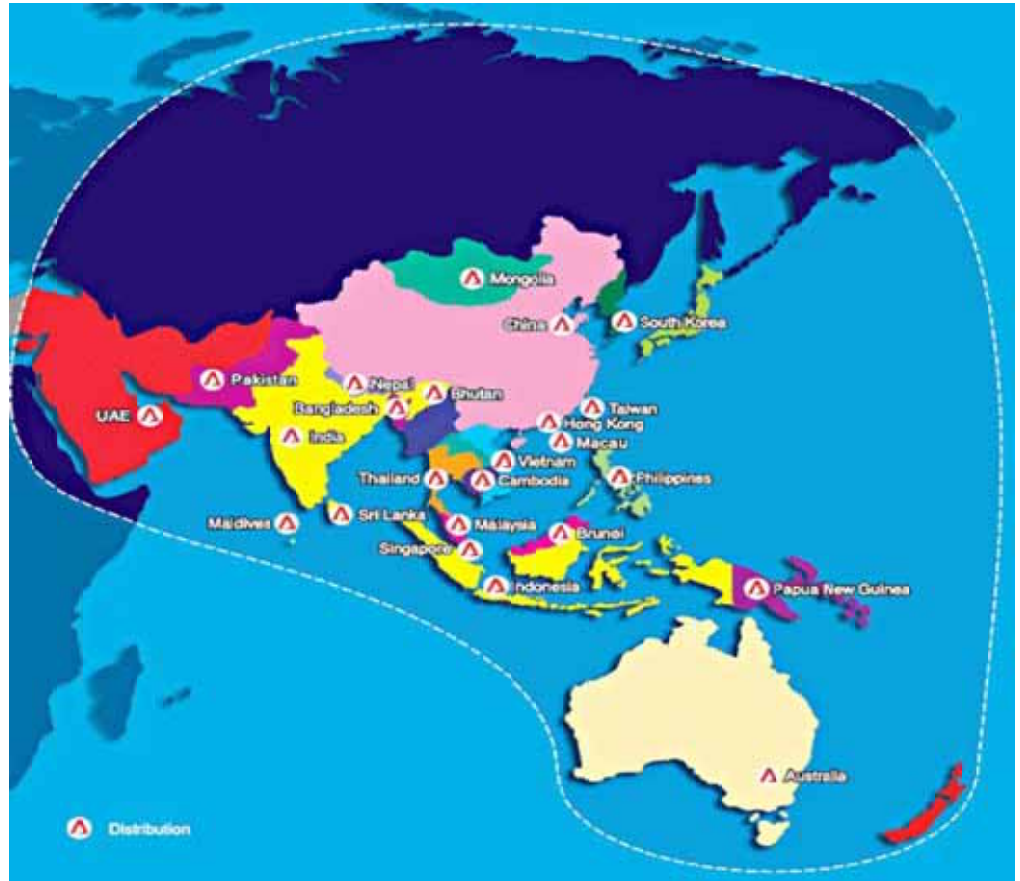 Mongolia
China
South Korea
Pakistan
Nepal
Bhutan
Bangladesh
UAE
Taiwan
Hong Kong
India
Macau
Vietnam
Thailand
Cambodia
Philippines
Sri Lanka
Maldives
Malaysia
Brunei
Singapore
Indonesia
Papua New Guinea
Australia
Distribution